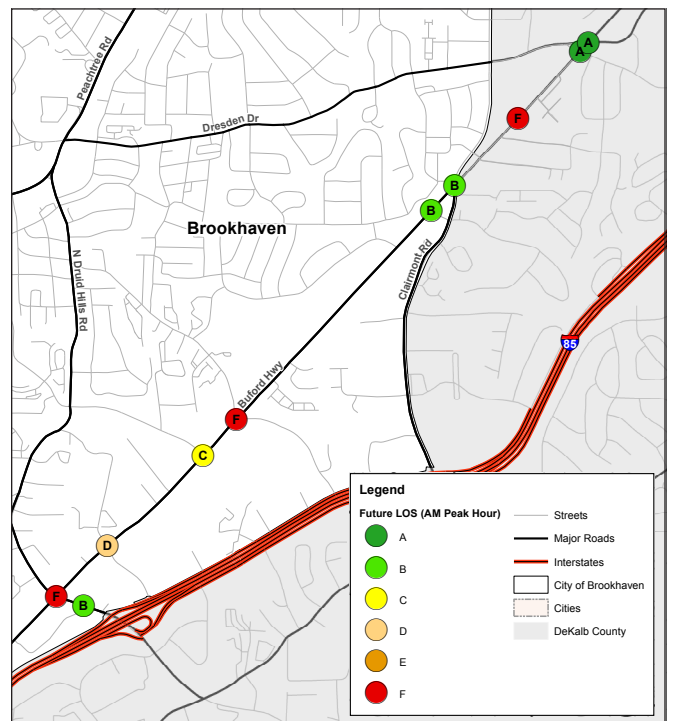 Peachtree Rd
A
A
F
Dresden Dr
B
B
Brookhaven
Clairmont Rd
N Druid Hills Rd
85
Buford Hwy
F
C
D
F
B
Legend
Future LOS (AM Peak Hour)
A
B
C
D
E
F
Streets
Major Roads
Interstates
City of Brookhaven
Cities
DeKalb County